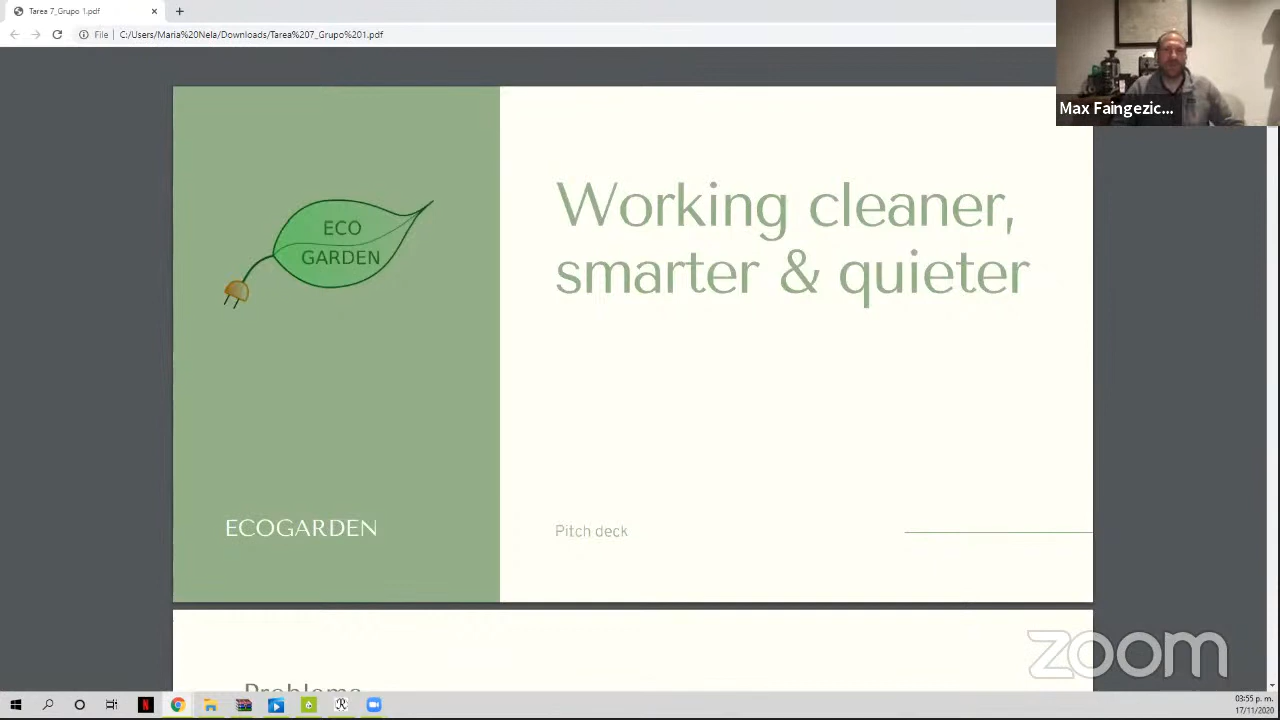 Tarea 7_Grupo 1.pdf
File
C:/Users/Maria%20Nela/Downloads/Tarea%207_Grupo%201.pdf
Max Faingezic...
ECO
GARDEN
Working cleaner,
smarter & quieter
ECOGARDEN
Pitch deck
Problema
zoom
03:55 p. m.
17/11/2020